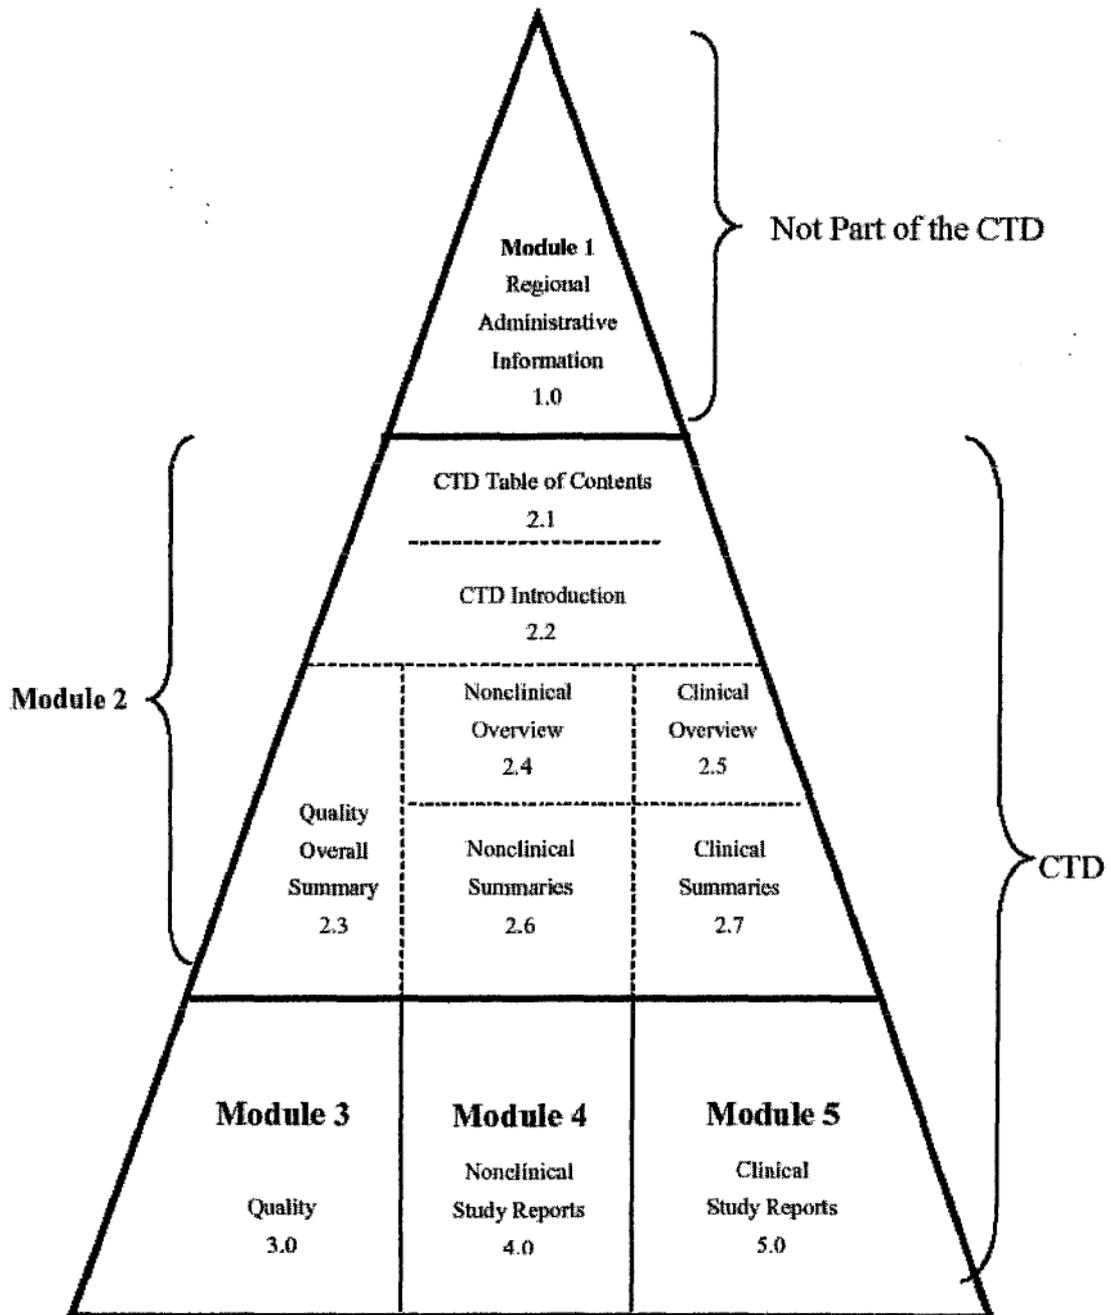 Not Part of the CTD
Module 1
Regional
Administrative
Information
1.0
CTD Table of Contents
2.1
CTD Introduction
2.2
Module 2
Nonclinical
Overview
2.4
Clinical
Overview
2.5
Quality
Overall
Summary
2.3
Nonclinical
Summaries
2.6
Clinical
Summaries
2.7
CTD
Module 3
Quality
3.0
Module 4
Nonclinical
Study Reports
4.0
Module 5
Clinical
Study Reports
5.0